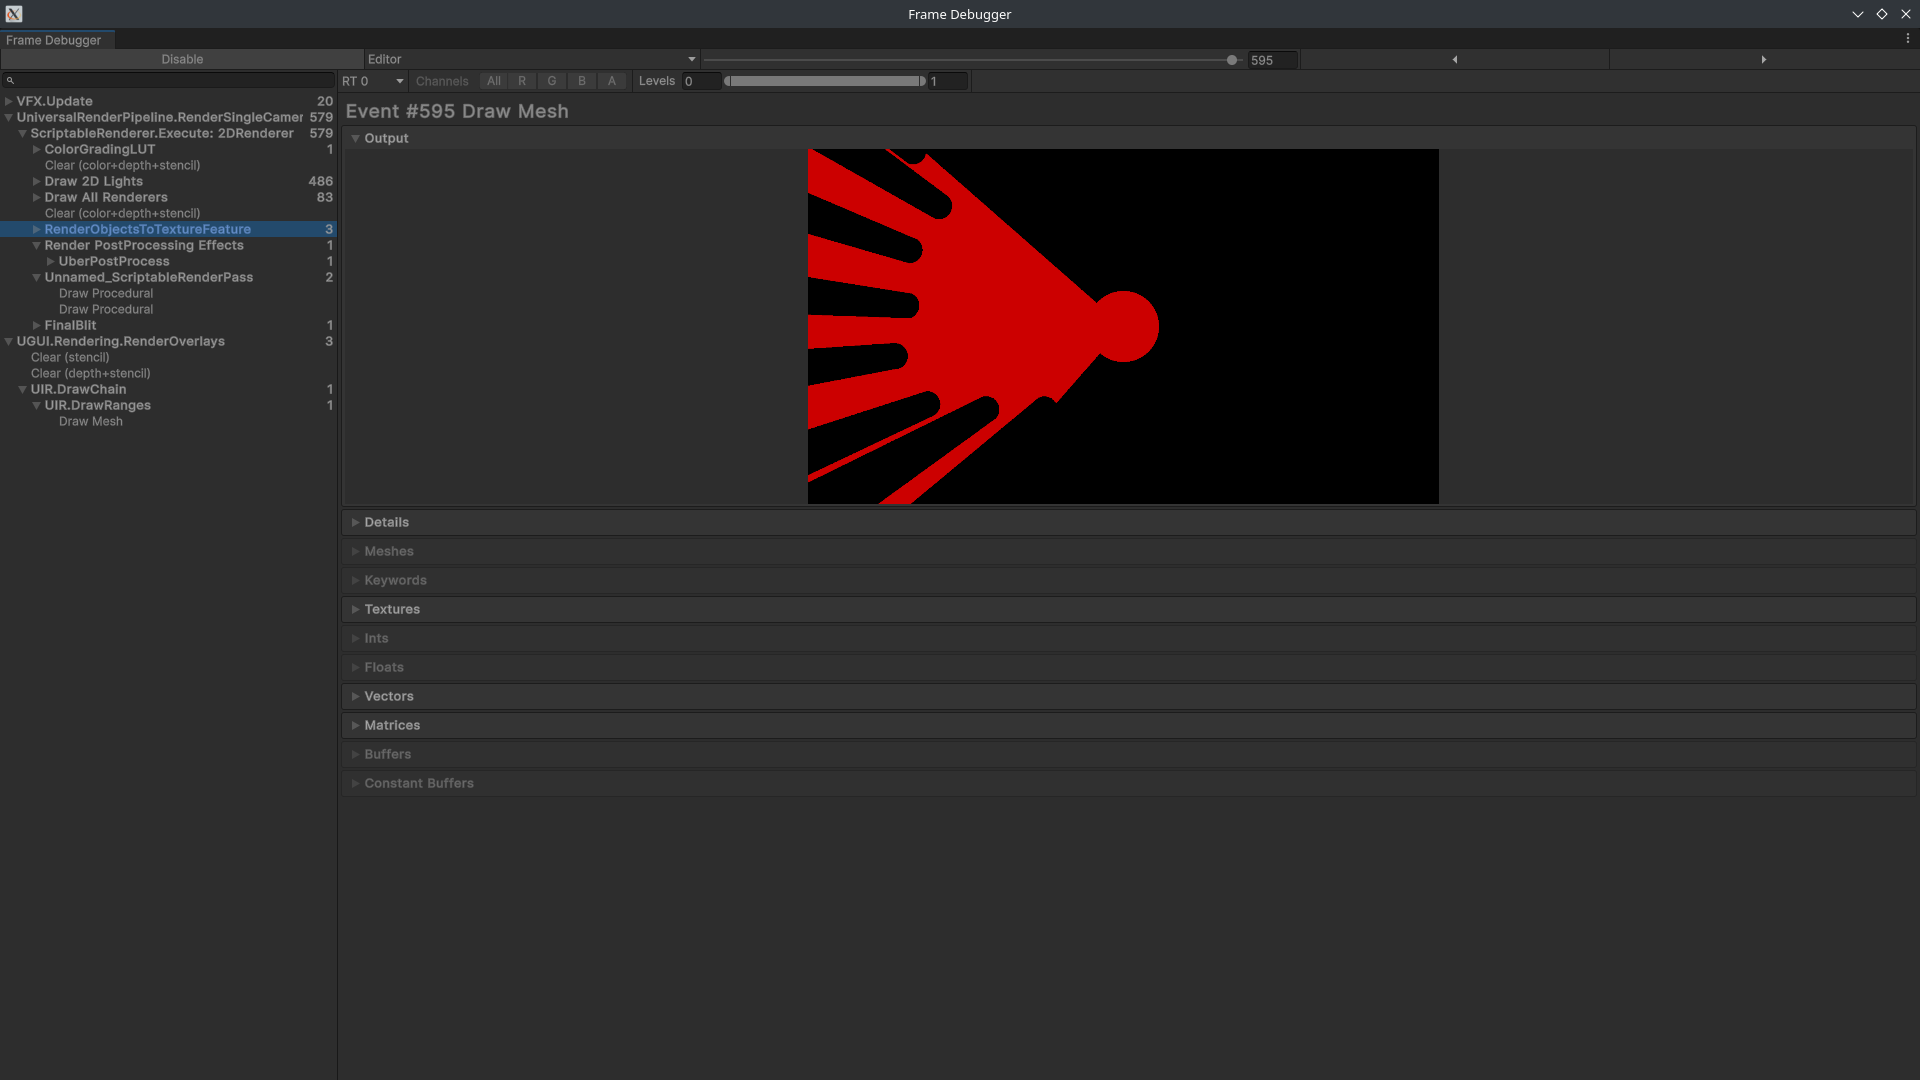 Frame Debugger
Frame Debugger
Disable
Editor
595
RT 0
Channels
All
R
G
B
A
Levels
0
1
VFX.Update 20
UniversalRenderPipeline.RenderSingleCamer 579
ScriptableRenderer.Execute: 2DRenderer 579
ColorGradingLUT 1
Clear (color+depth+stencil)
Draw 2D Lights 486
Draw All Renderers 83
Clear (color+depth+stencil)
RenderObjectsToTextureFeature 3
Render PostProcessing Effects 1
UberPostProcess 1
Unnamed_ScriptableRenderPass 2
Draw Procedural
Draw Procedural
FinalBlit 1
UGUI.Rendering.RenderOverlays 3
Clear (stencil)
Clear (depth+stencil)
UIR.DrawChain 1
UIR.DrawRanges 1
Draw Mesh
Event #595 Draw Mesh
Output
Details
Meshes
Keywords
Textures
Ints
Floats
Vectors
Matrices
Buffers
Constant Buffers